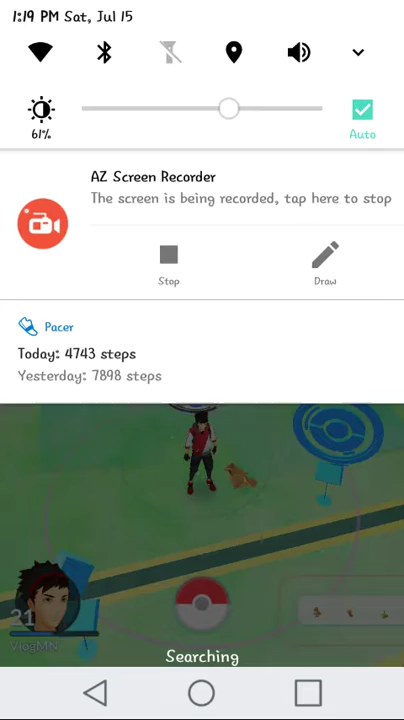 1:19 PM Sat, Jul 15
61%
Auto
AZ Screen Recorder
The screen is being recorded, tap here to stop
Stop
Draw
Pacer
Today: 4743 steps
Yesterday: 7898 steps
21
VlogMN
Searching